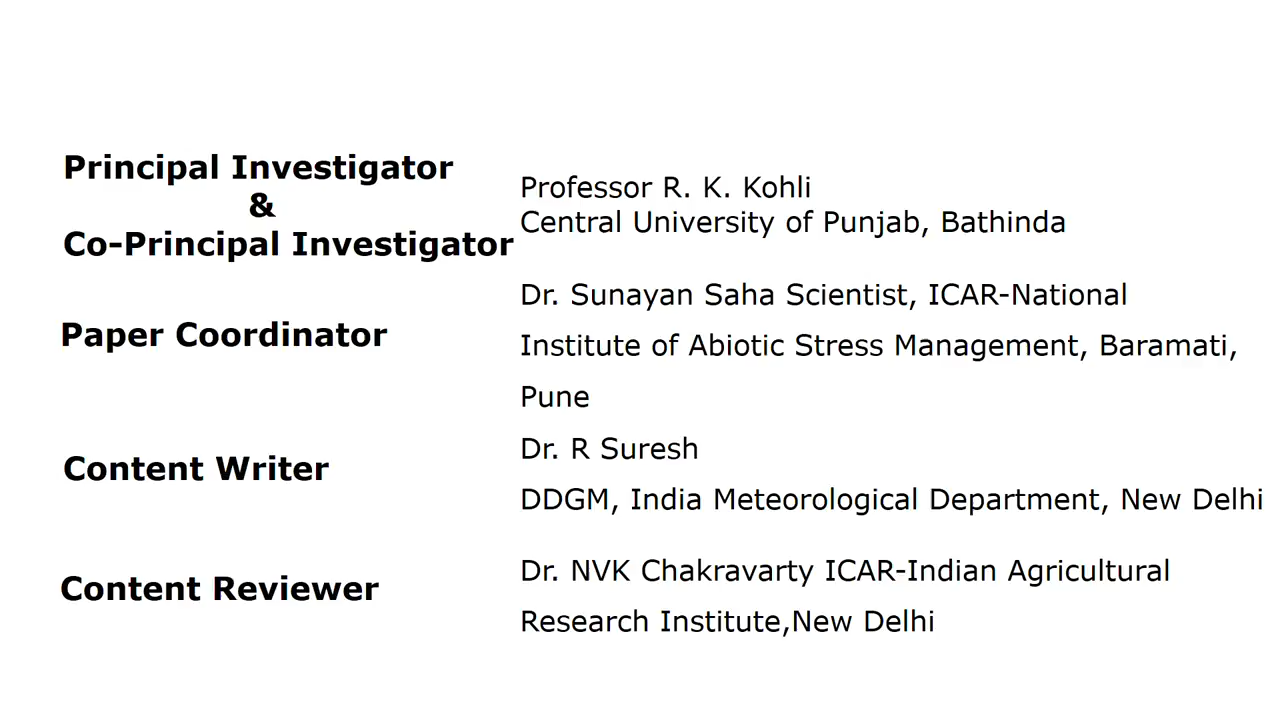 Principal Investigator
&
Co-Principal Investigator
Professor R. K. Kohli
Central University of Punjab, Bathinda
Paper Coordinator
Dr. Sunayan Saha Scientist, ICAR-National
Institute of Abiotic Stress Management, Baramati,
Pune
Content Writer
Dr. R Suresh
DDGM, India Meteorological Department, New Delhi
Content Reviewer
Dr. NVK Chakravarty ICAR-Indian Agricultural
Research Institute,New Delhi